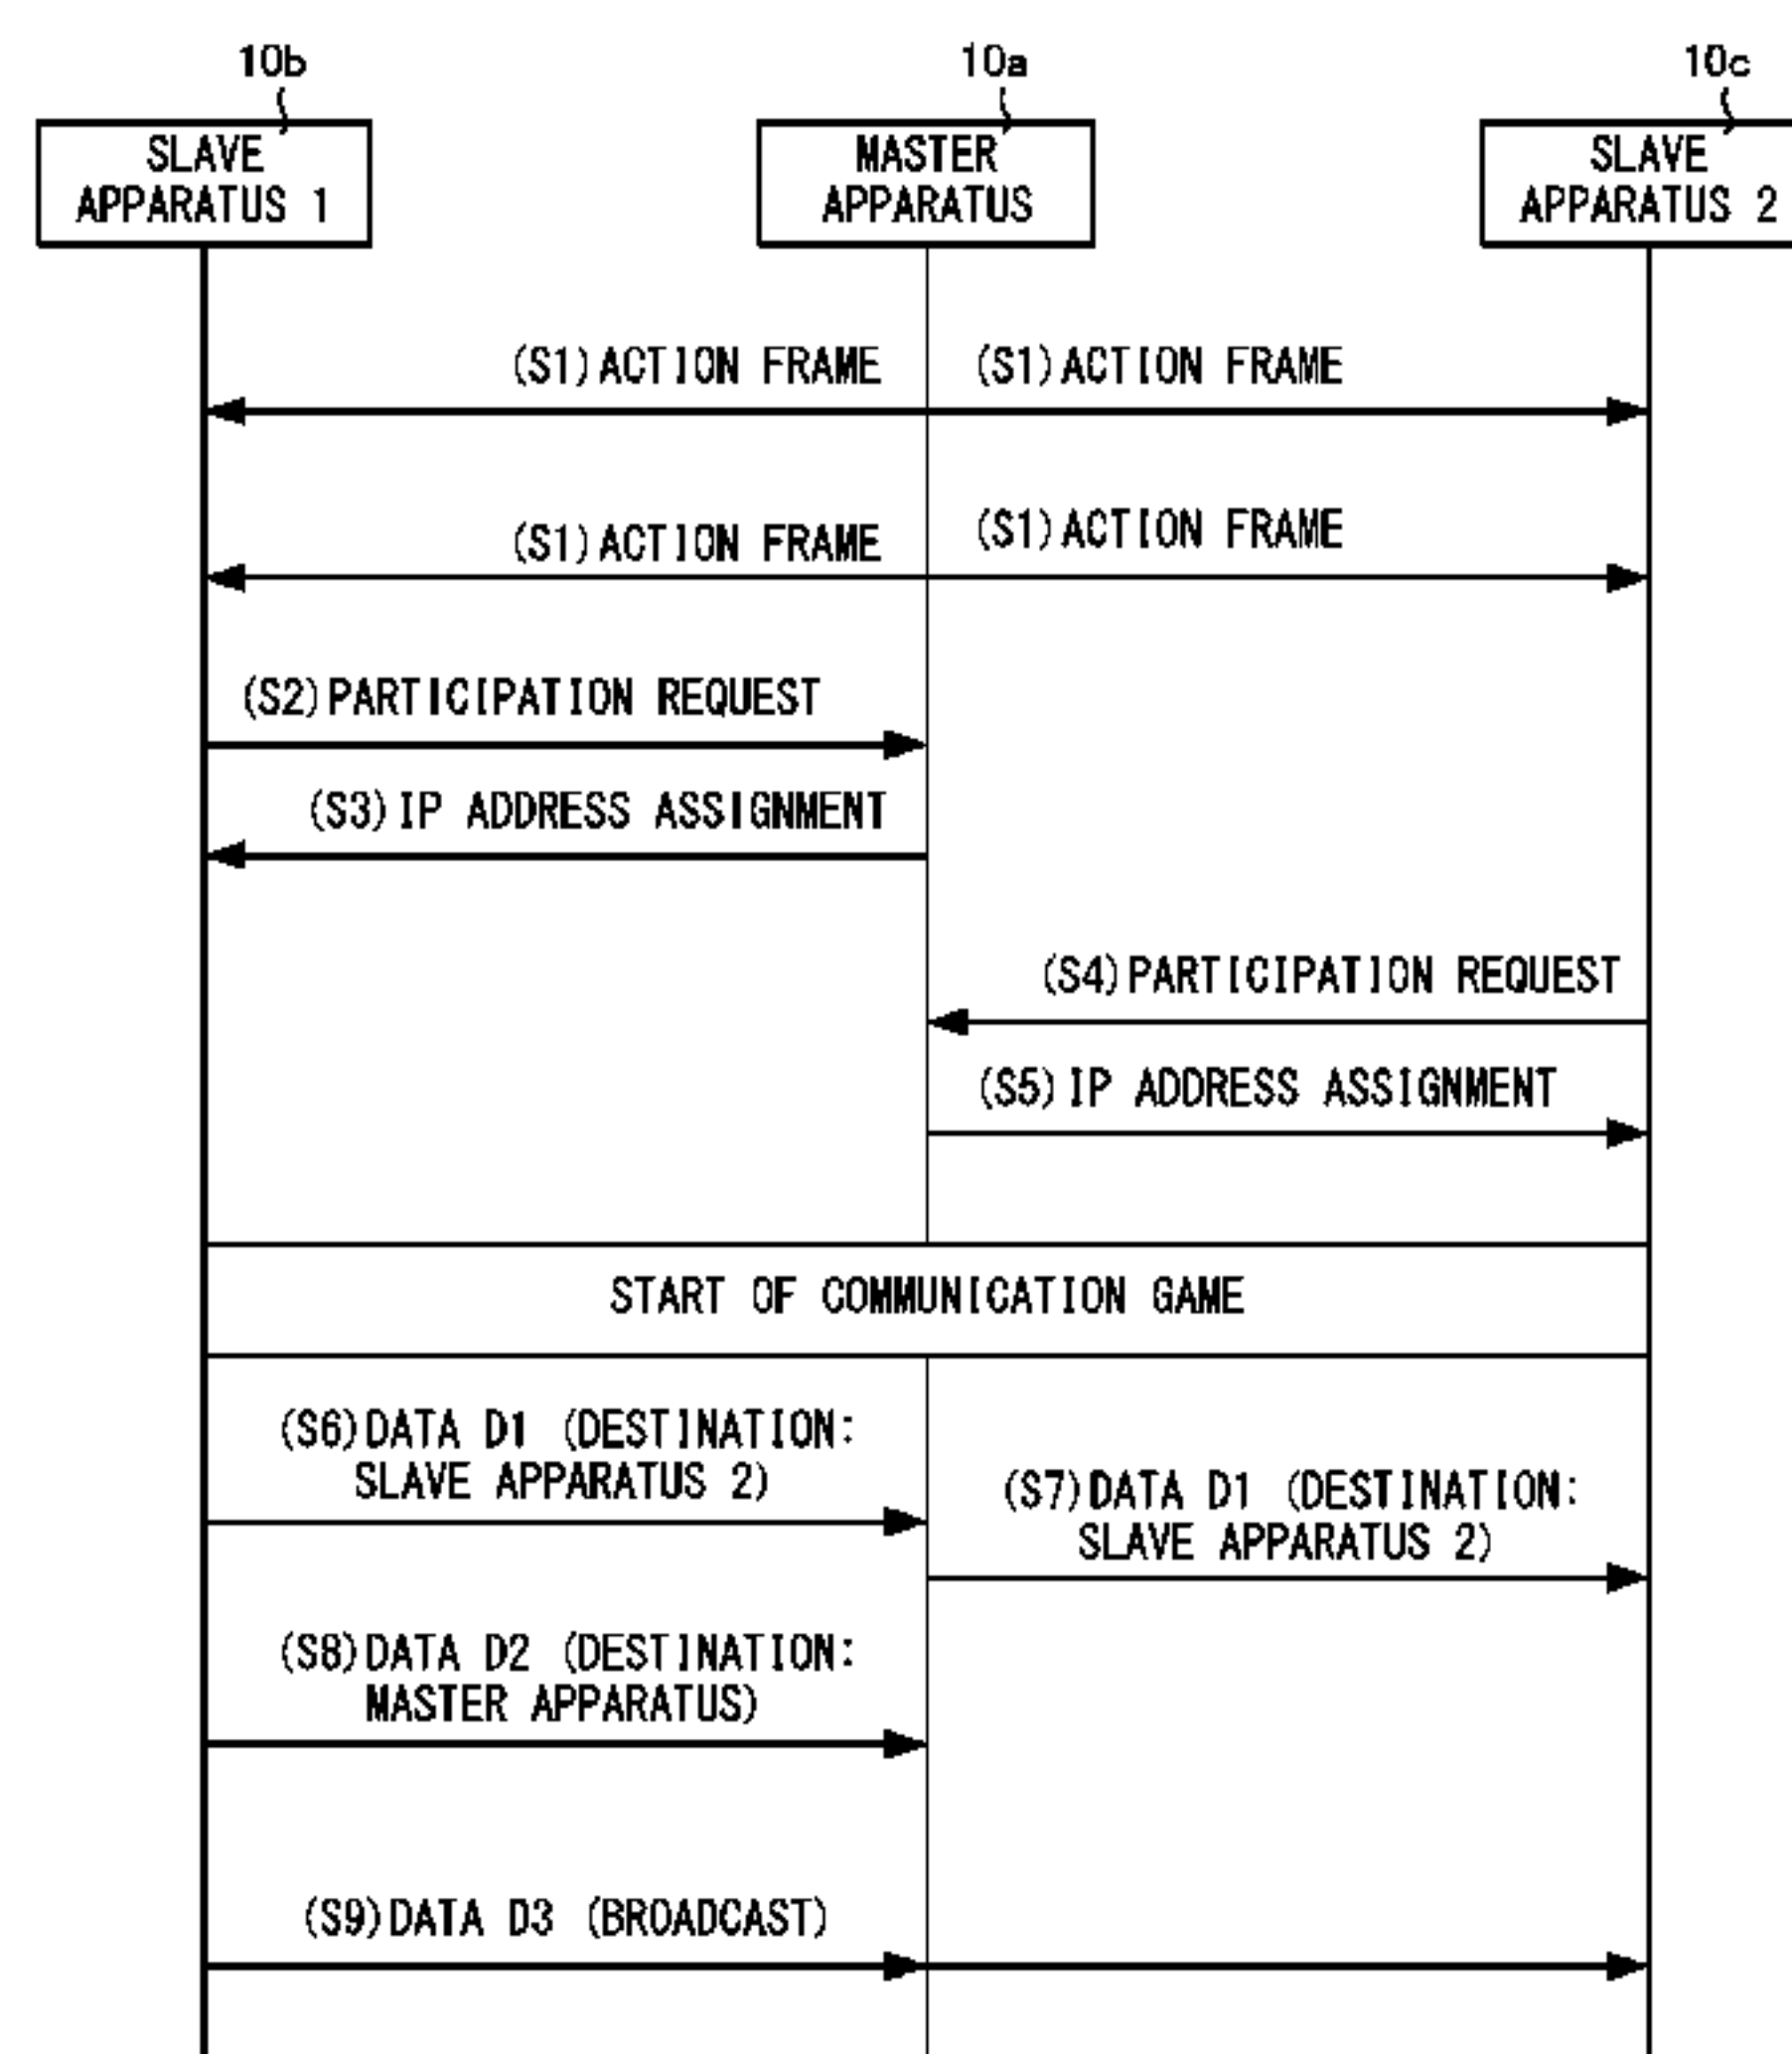 10b
10a
10c
SLAVE
APPARATUS 1
MASTER
APPARATUS
SLAVE
APPARATUS 2
(S1) ACTION FRAME
(S1) ACTION FRAME
(S1) ACTION FRAME
(S1) ACTION FRAME
(S2) PARTICIPATION REQUEST
(S3) IP ADDRESS ASSIGNMENT
(S4) PARTICIPATION REQUEST
(S5) IP ADDRESS ASSIGNMENT
START OF COMMUNICATION GAME
(S6) DATA D1 (DESTINATION:
SLAVE APPARATUS 2)
(S7) DATA D1 (DESTINATION:
SLAVE APPARATUS 2)
(S8) DATA D2 (DESTINATION:
MASTER APPARATUS)
(S9) DATA D3 (BROADCAST)